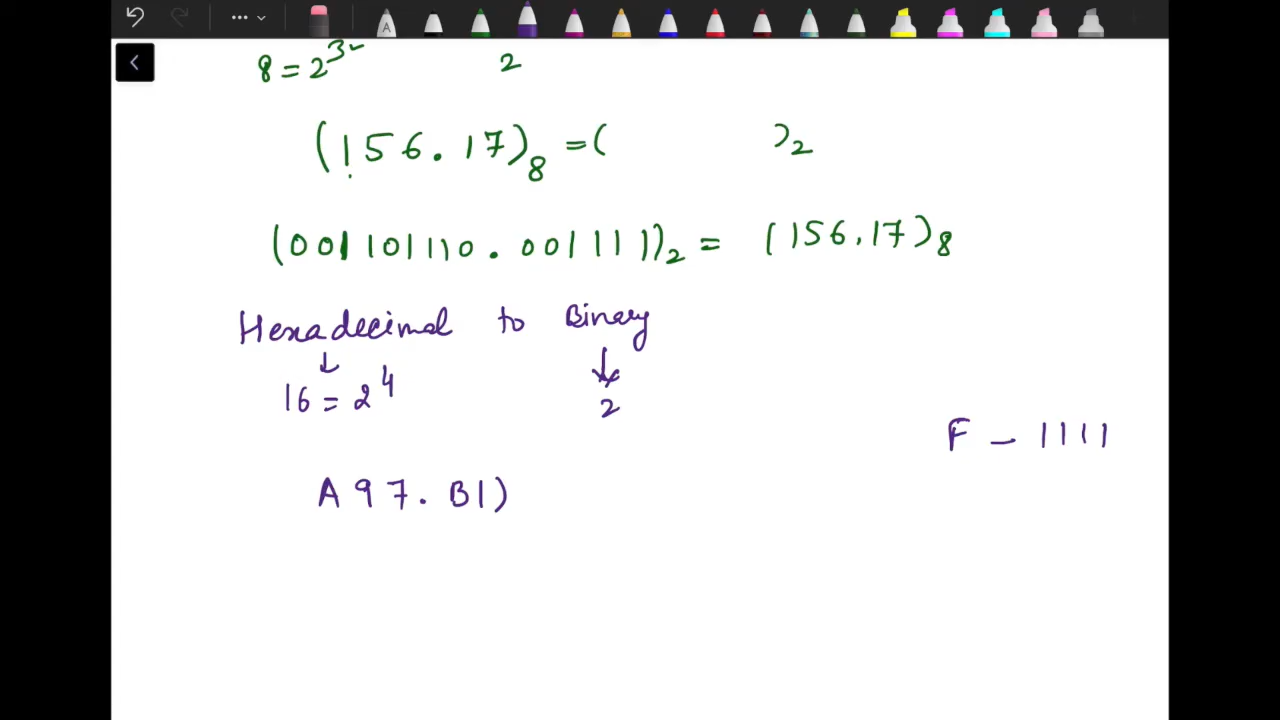 8 = 2³ 2
(156.17)₈ = ( )₂
(001101110.001111)₂ = (156.17)₈
Hexadecimal to Binary
↓ ↓
16 = 2⁴ 2
F – 1111
A97.B1)